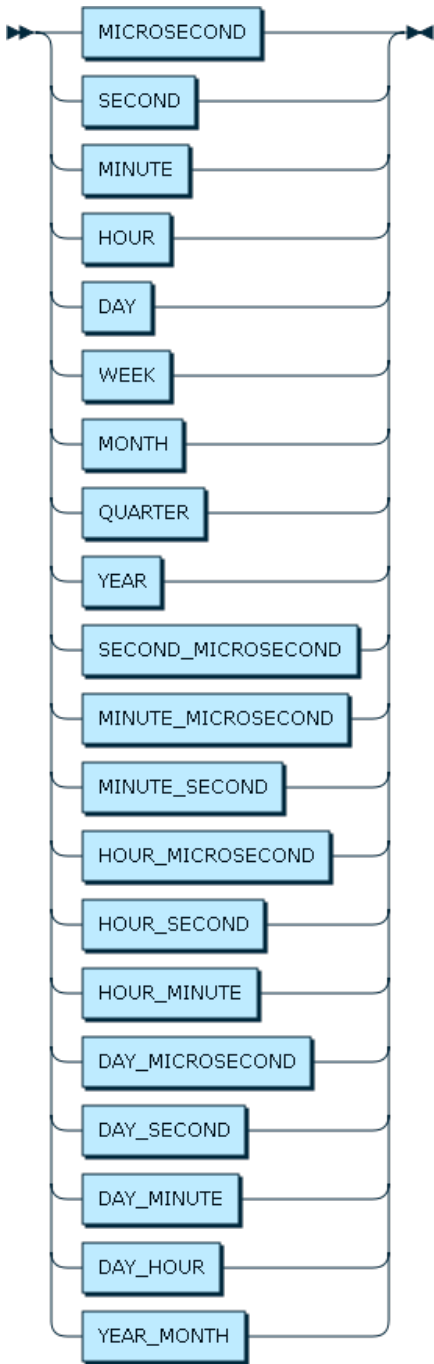 MICROSECOND
SECOND
MINUTE
HOUR
DAY
WEEK
MONTH
QUARTER
YEAR
SECOND_MICROSECOND
MINUTE_MICROSECOND
MINUTE_SECOND
HOUR_MICROSECOND
HOUR_SECOND
HOUR_MINUTE
DAY_MICROSECOND
DAY_SECOND
DAY_MINUTE
DAY_HOUR
YEAR_MONTH